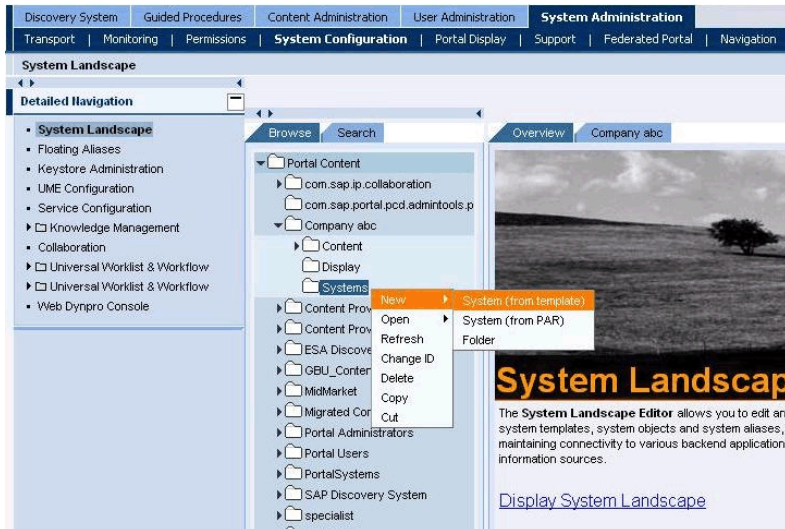 Discovery System Guided Procedures Content Administration User Administration System Administration
Transport | Monitoring | Permissions | System Configuration | Portal Display | Support | Federated Portal | Navigation
System Landscape
Detailed Navigation
System Landscape
Floating Aliases
Keystore Administration
UME Configuration
Service Configuration
Knowledge Management
Collaboration
Universal Worklist & Workflow
Universal Worklist & Workflow
Web Dynpro Console
Browse Search
Portal Content
com.sap.ip.collaboration
com.sap.portal.pcd.admintools.p
Company abc
Content
Display
Systems
Content Prov
Content Prov
ESA Discove
GBU_Conter
MidMarket
Migrated Cor
Portal Administrators
Portal Users
PortalSystems
SAP Discovery System
specialist
New
Open
Refresh
Change ID
Delete
Copy
Cut
System (from template)
System (from PAR)
Folder
Overview Company abc
System Landscap
The System Landscape Editor allows you to edit an
system templates, system objects and system aliases,
maintaining connectivity to various backend application
information sources.
Display System Landscape